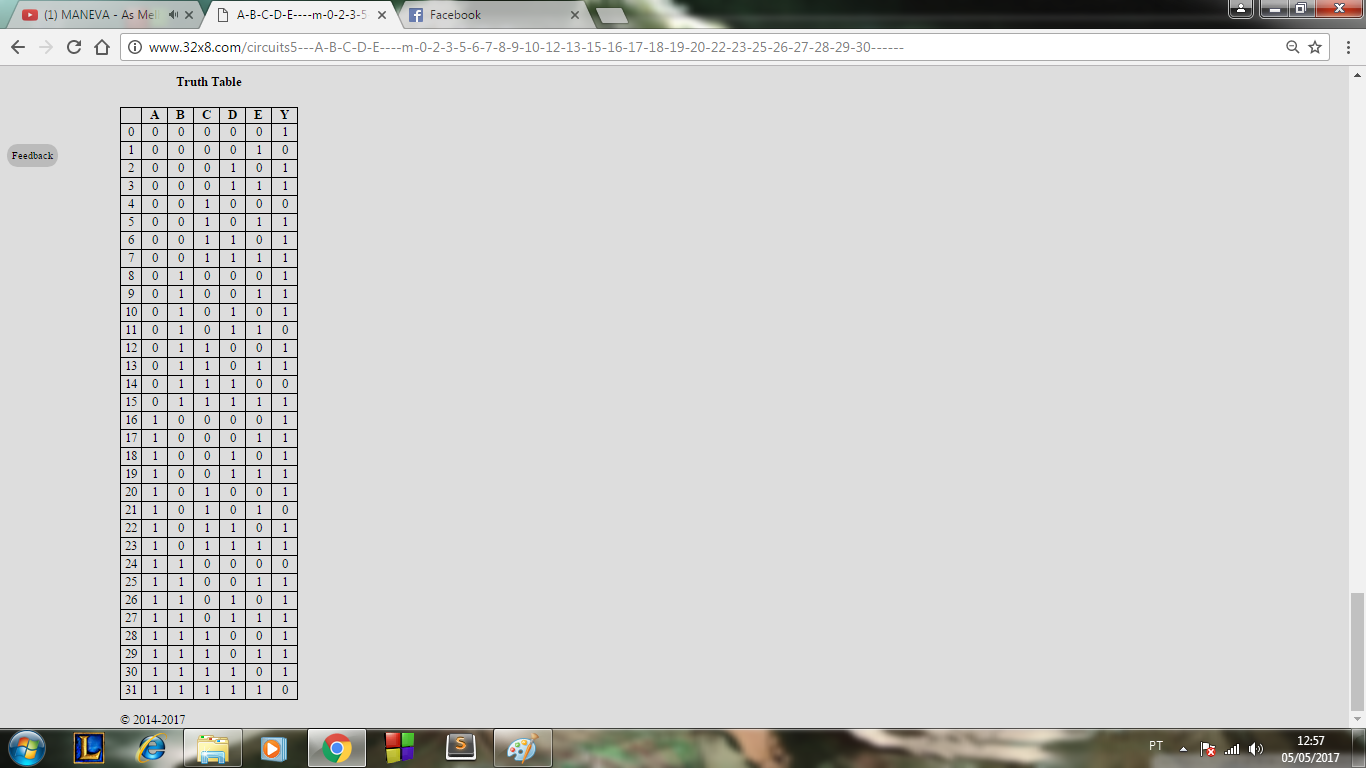 (1) MANEVA - As Mel
A-B-C-D-E----m-0-2-3-5
Facebook
www.32x8.com/circuits5---A-B-C-D-E----m-0-2-3-5-6-7-8-9-10-12-13-15-16-17-18-19-20-22-23-25-26-27-28-29-30------
Truth Table
A B C D E Y
0 0 0 0 0 0 1
1 0 0 0 0 1 0
2 0 0 0 1 0 1
3 0 0 0 1 1 1
4 0 0 1 0 0 0
Feedback
5 0 0 1 0 1 1
6 0 0 1 1 0 1
7 0 0 1 1 1 1
8 0 1 0 0 0 1
9 0 1 0 0 1 1
10 0 1 0 1 0 1
11 0 1 0 1 1 0
12 0 1 1 0 0 1
13 0 1 1 0 1 1
14 0 1 1 1 0 0
15 0 1 1 1 1 1
16 1 0 0 0 0 1
17 1 0 0 0 1 1
18 1 0 0 1 0 1
19 1 0 0 1 1 1
20 1 0 1 0 0 1
21 1 0 1 0 1 0
22 1 0 1 1 0 1
23 1 0 1 1 1 1
24 1 1 0 0 0 0
25 1 1 0 0 1 1
26 1 1 0 1 0 1
27 1 1 0 1 1 1
28 1 1 1 0 0 1
29 1 1 1 0 1 1
30 1 1 1 1 0 1
31 1 1 1 1 1 0
© 2014-2017
PT
12:57
05/05/2017